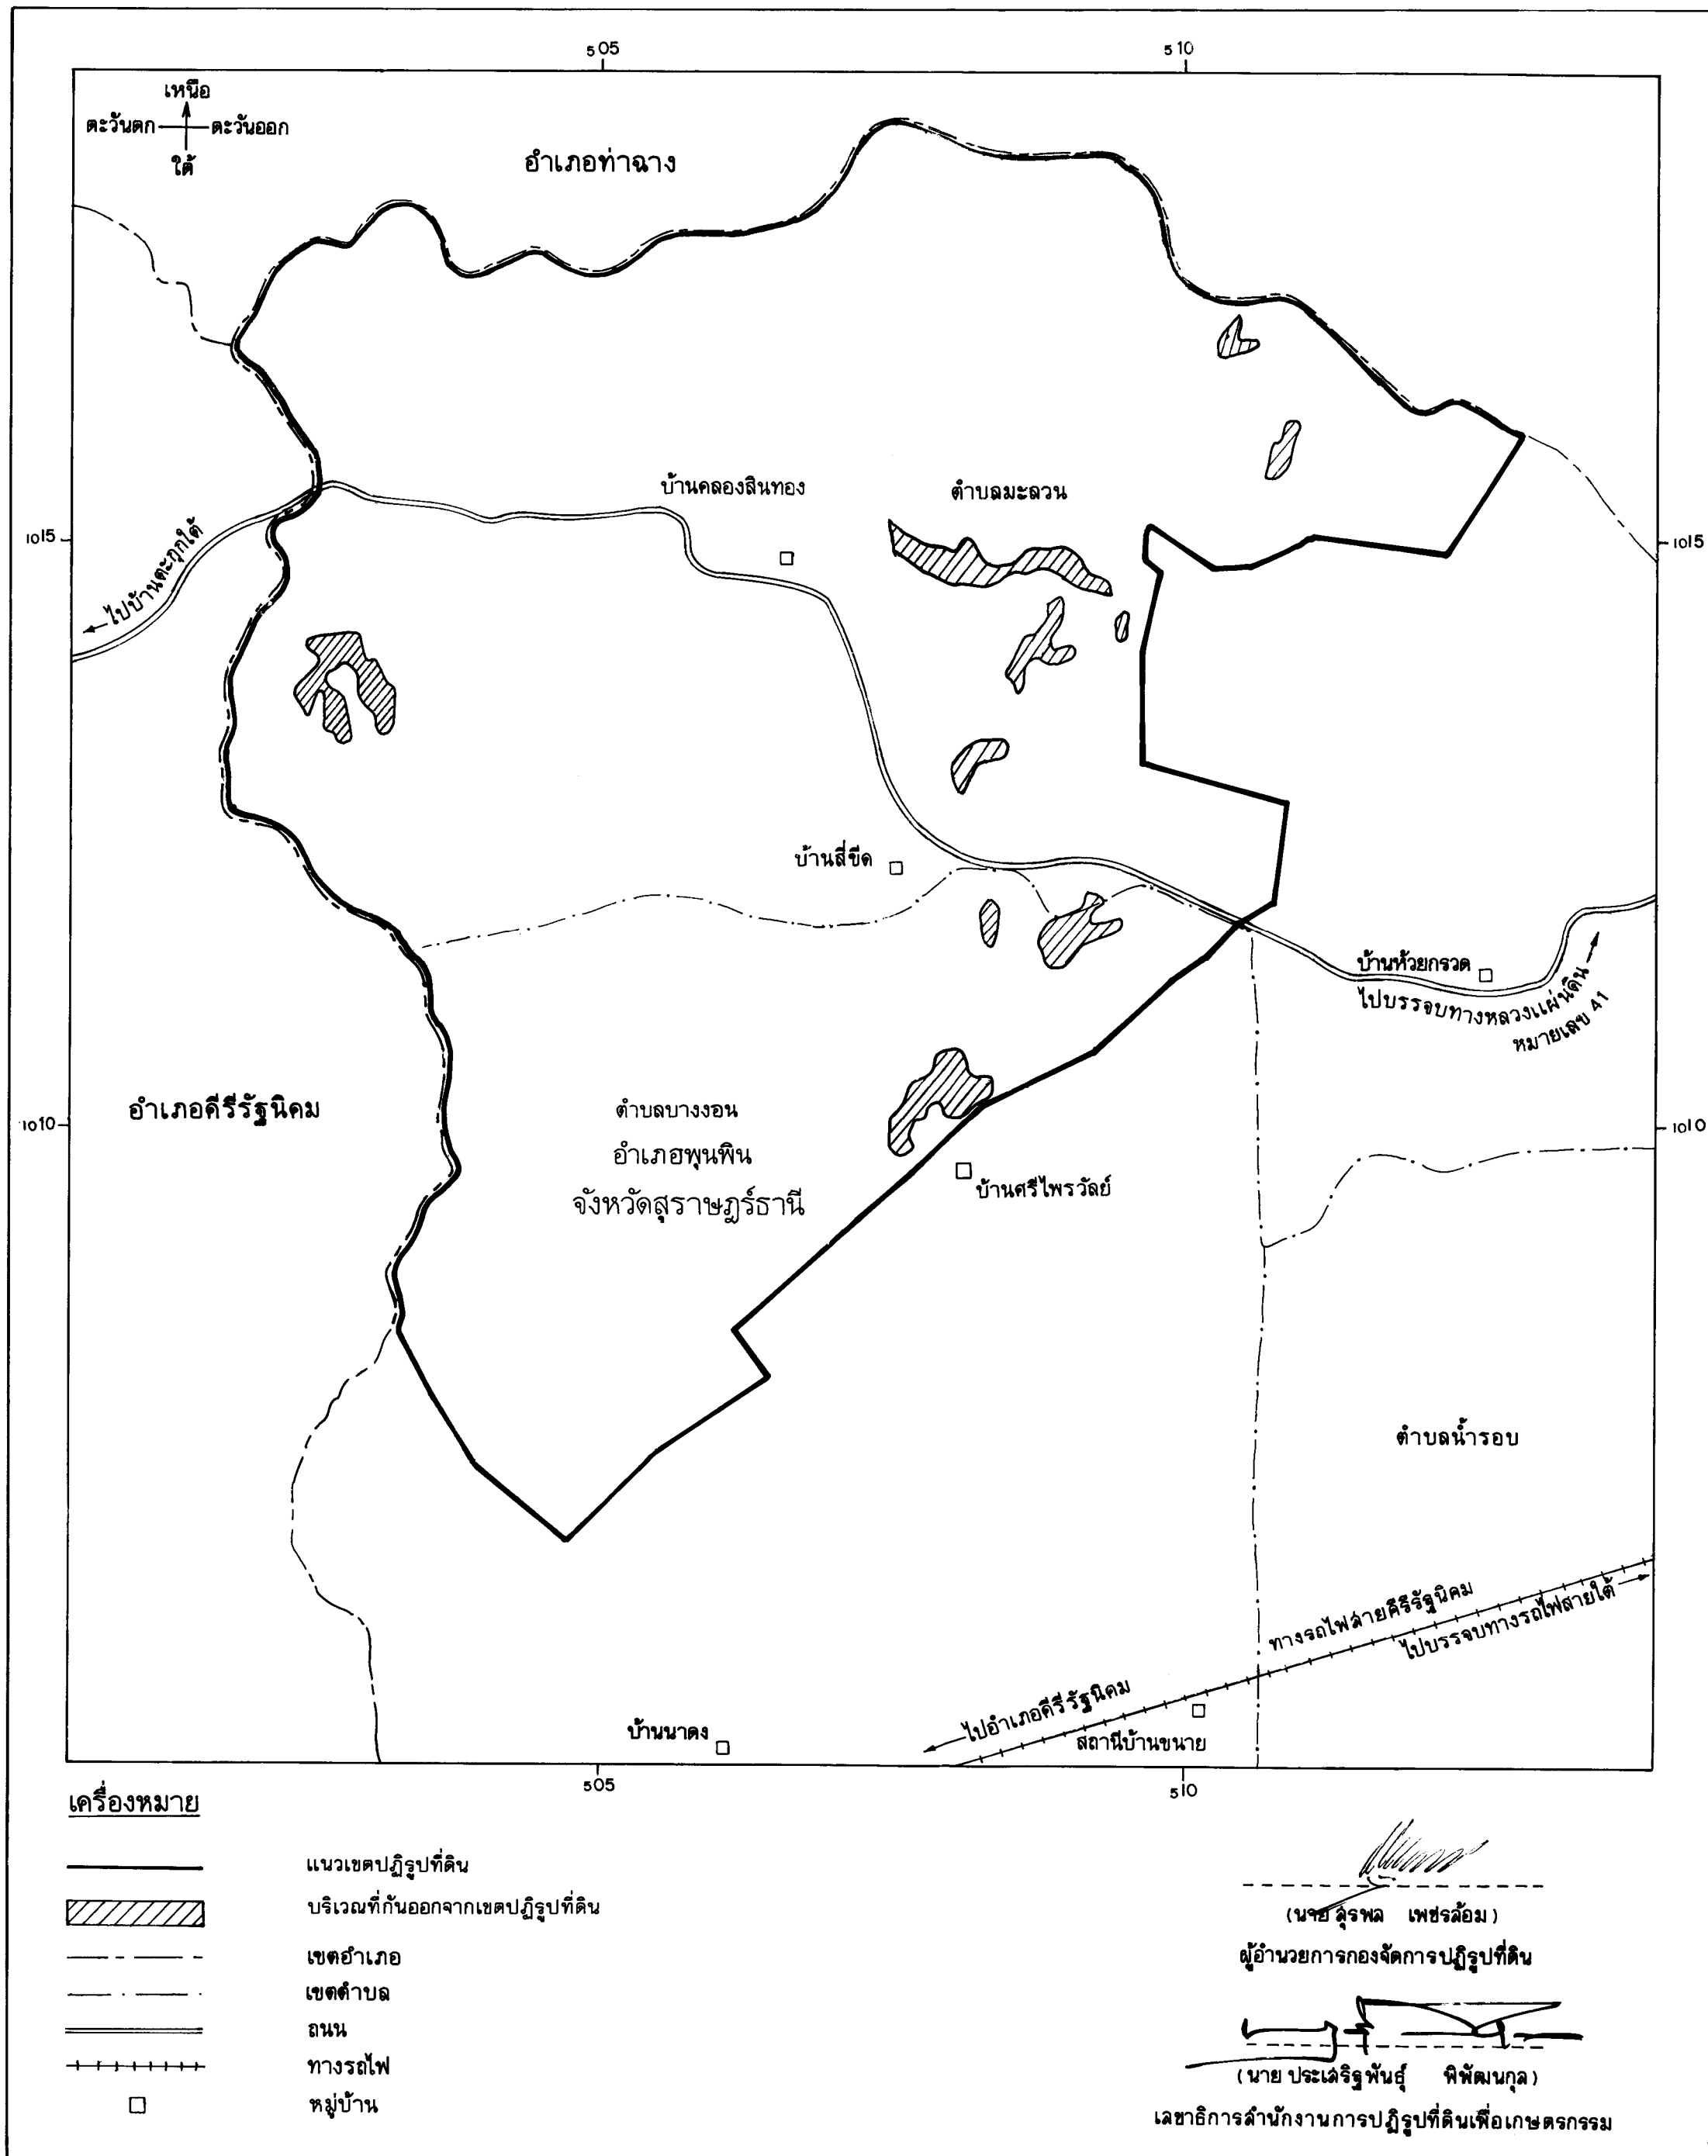 505 510
เหนือ
ตะวันตก ตะวันออก
ใต้
อำเภอท่าฉาง
บ้านคลองสินทอง
ตำบลมะลวน
1015 1015
ไปบ้านตะกุกใต้
บ้านสี่ขีด
บ้านห้วยกรวด
ไปบรรจบทางหลวงแผ่นดิน
หมายเลข 41
อำเภอคีรีรัฐนิคม
ตำบลบางงอน
1010 1010
อำเภอพุนพิน
จังหวัดสุราษฎร์ธานี
บ้านศรีไพรวัลย์
ตำบลน้ำรอบ
ทางรถไฟสายคีรีรัฐนิคม
ไปบรรจบทางรถไฟสายใต้
ไปอำเภอคีรีรัฐนิคม
บ้านนาดง
สถานีบ้านขนาย
505 510
เครื่องหมาย
แนวเขตปฏิรูปที่ดิน
บริเวณที่กันออกจากเขตปฏิรูปที่ดิน
เขตอำเภอ
เขตตำบล
ถนน
ทางรถไฟ
หมู่บ้าน
(นาย สุรพล เพชรล้อม)
ผู้อำนวยการกองจัดการปฏิรูปที่ดิน
(นาย ประเสริฐพันธุ์ พิพัฒนกุล)
เลขาธิการสำนักงานการปฏิรูปที่ดินเพื่อเกษตรกรรม